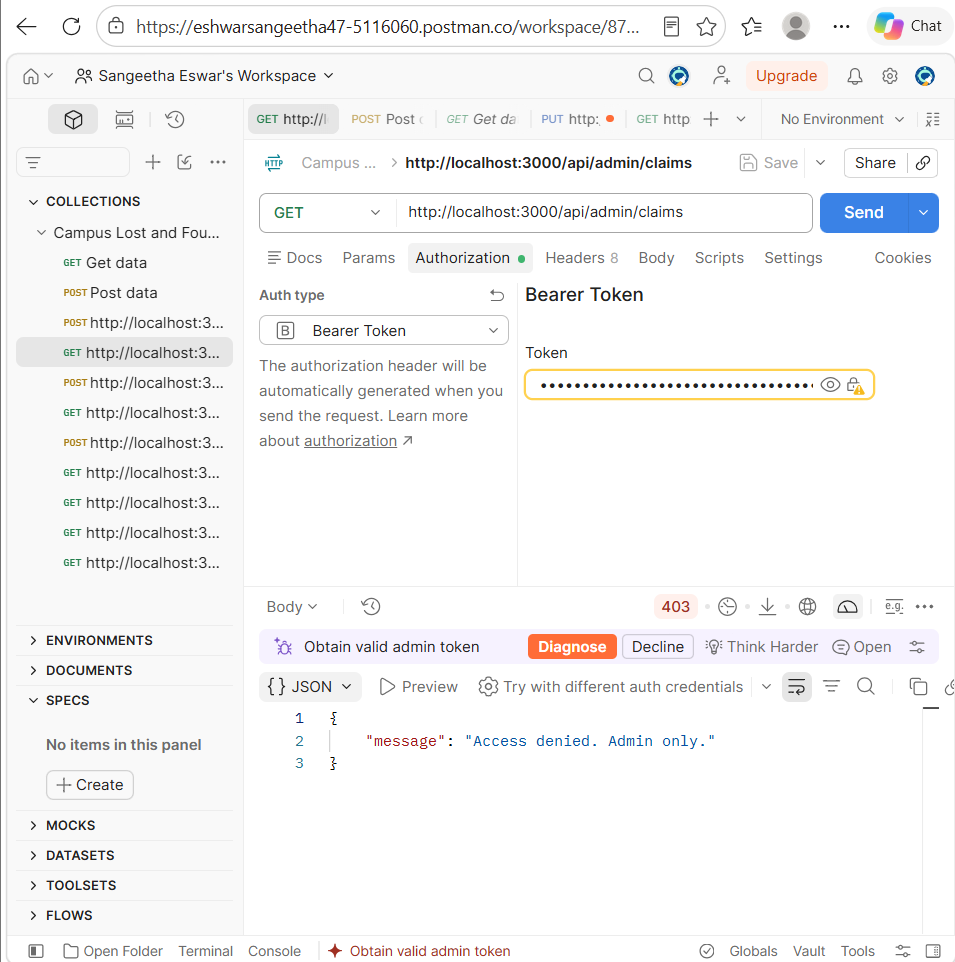 https://eshwarsangeetha47-5116060.postman.co/workspace/87...
Chat
Sangeetha Eswar's Workspace
Upgrade
GET http://l
POST Post
GET Get da
PUT http:
GET http
No Environment
HTTP
Campus ...
http://localhost:3000/api/admin/claims
Save
Share
COLLECTIONS
Campus Lost and Fou...
GET Get data
POST Post data
POST http://localhost:3...
GET http://localhost:3...
POST http://localhost:3...
GET http://localhost:3...
POST http://localhost:3...
GET http://localhost:3...
GET http://localhost:3...
GET http://localhost:3...
GET http://localhost:3...
ENVIRONMENTS
DOCUMENTS
SPECS
No items in this panel
Create
MOCKS
DATASETS
TOOLSETS
FLOWS
GET
http://localhost:3000/api/admin/claims
Send
Docs
Params
Authorization
Headers 8
Body
Scripts
Settings
Cookies
Auth type
B Bearer Token
The authorization header will be
automatically generated when you
send the request. Learn more
about authorization
Bearer Token
Token
Body
403
e.g.
Obtain valid admin token
Diagnose
Decline
Think Harder
Open
{} JSON
Preview
Try with different auth credentials
1 {
2 "message": "Access denied. Admin only."
3 }
Open Folder
Terminal
Console
Obtain valid admin token
Globals
Vault
Tools